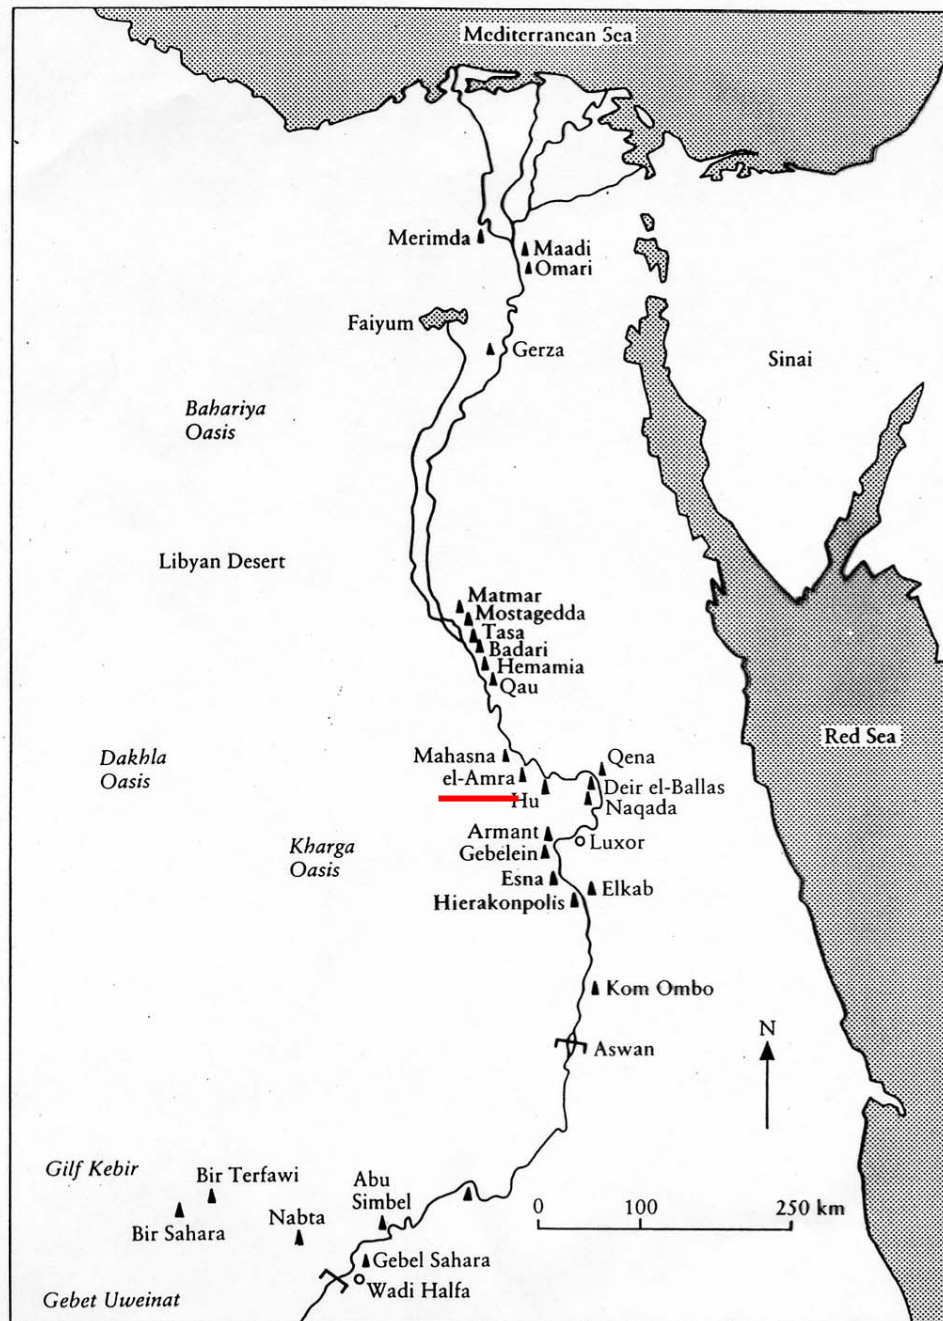 Mediterranean Sea
Merimda
Maadi
Omari
Faiyum
Gerza
Sinai
Bahariya
Oasis
Libyan Desert
Matmar
Mostagedda
Tasa
Badari
Hemamia
Qau
Red Sea
Dakhla
Oasis
Mahasna
el-Amra
Hu
Qena
Deir el-Ballas
Naqada
Kharga
Oasis
Armant
Gebelein
Luxor
Esna
Elkab
Hierakonpolis
Kom Ombo
N
Aswan
Gilf Kebir
Bir Terfawi
Abu
Simbel
Bir Sahara
Nabta
0 100 250 km
Gebel Sahara
Wadi Halfa
Gebet Uweinat